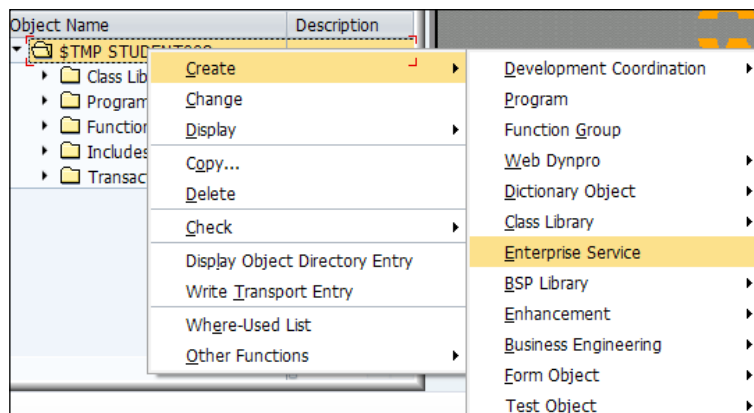 Object Name Description
$TMP STUDENT
Class Lib
Program
Function
Includes
Transac
Create
Change
Display
Copy...
Delete
Check
Display Object Directory Entry
Write Transport Entry
Where-Used List
Other Functions
Development Coordination
Program
Function Group
Web Dynpro
Dictionary Object
Class Library
Enterprise Service
BSP Library
Enhancement
Business Engineering
Form Object
Test Object